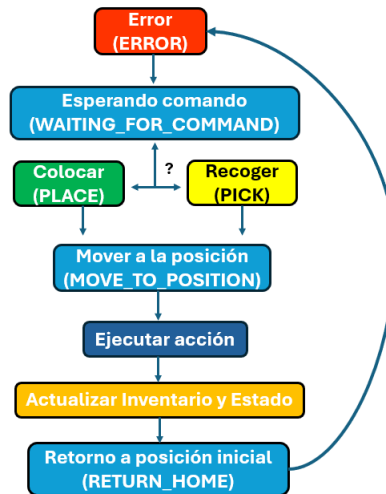 Error
(ERROR)
Esperando comando
(WAITING_FOR_COMMAND)
?
Colocar
(PLACE)
Recoger
(PICK)
Mover a la posición
(MOVE_TO_POSITION)
Ejecutar acción
Actualizar Inventario y Estado
Retorno a posición inicial
(RETURN_HOME)